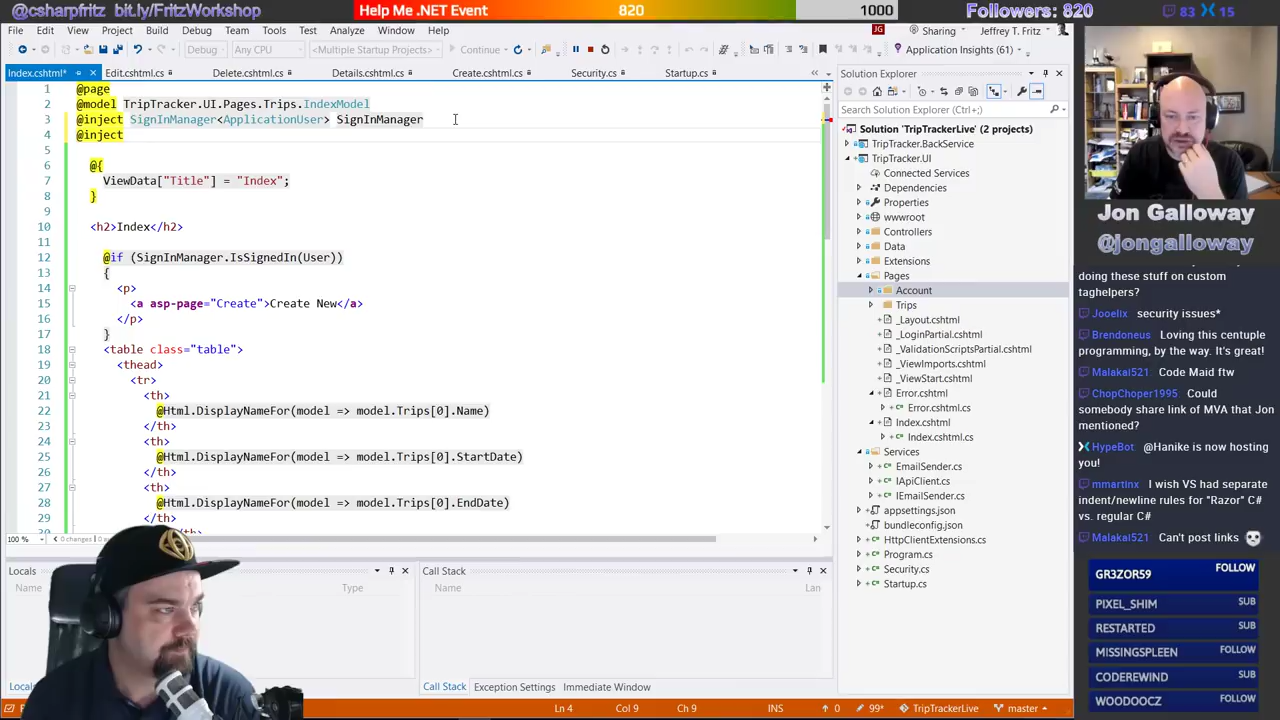 @csharpfritz bit.ly/FritzWorkshop
Help Me .NET Event 820 1000
Followers: 820 83 15
File Edit View Project Build Debug Team Tools Test Analyze Window Help
Jeffrey T. Fritz JG
Debug Any CPU <Multiple Startup Projects> Continue
Sharing
Application Insights (61)
Index.cshtml* Edit.cshtml.cs Delete.cshtml.cs Details.cshtml.cs Create.cshtml.cs Security.cs Startup.cs
1 @page
2 @model TripTracker.UI.Pages.Trips.IndexModel
3 @inject SignInManager<ApplicationUser> SignInManager
4 @inject
5
6 @{
7 ViewData["Title"] = "Index";
8 }
9
10 <h2>Index</h2>
11
12 @if (SignInManager.IsSignedIn(User))
13 {
14 <p>
15 <a asp-page="Create">Create New</a>
16 </p>
17 }
18 <table class="table">
19 <thead>
20 <tr>
21 <th>
22 @Html.DisplayNameFor(model => model.Trips[0].Name)
23 </th>
24 <th>
25 @Html.DisplayNameFor(model => model.Trips[0].StartDate)
26 </th>
27 <th>
28 @Html.DisplayNameFor(model => model.Trips[0].EndDate)
29 </th>
30 </th>
100 % 0 changes
Locals
Name Type
Call Stack
Name
Call Stack Exception Settings Immediate Window
Ln 4 Col 9 Ch 9 INS 0 99* TripTrackerLive master
Solution Explorer
Search Solution Explorer (Ctrl+;)
Solution 'TripTrackerLive' (2 projects)
TripTracker.BackService
TripTracker.UI
Connected Services
Dependencies
Properties
wwwroot
Controllers
Data
Extensions
Pages
Account
Trips
_Layout.cshtml
_LoginPartial.cshtml
_ValidationScriptsPartial.cshtml
_ViewImports.cshtml
_ViewStart.cshtml
Error.cshtml
Error.cshtml.cs
Index.cshtml
Index.cshtml.cs
Services
EmailSender.cs
IApiClient.cs
IEmailSender.cs
appsettings.json
bundleconfig.json
HttpClientExtensions.cs
Program.cs
Security.cs
Startup.cs
Jon Galloway
@jongalloway
doing these stuff on custom
taghelpers?
Jooelix security issues*
Brendoneus Loving this centuple
programming, by the way. It's great!
Malakai521 Code Maid ftw
ChopChoper1995 Could
somebody share link of MVA that Jon
mentioned?
HypeBot @Hanike is now hosting
you!
mmartinx I wish VS had separate
indent/newline rules for "Razor" C#
vs. regular C#
Malakai521 Can't post links
GR3ZOR59 FOLLOW
PIXEL_SHIM SUB
RESTARTED SUB
MISSINGSPLEEN FOLLOW
CODEREWIND SUB
WOODOOCZ FOLLOW